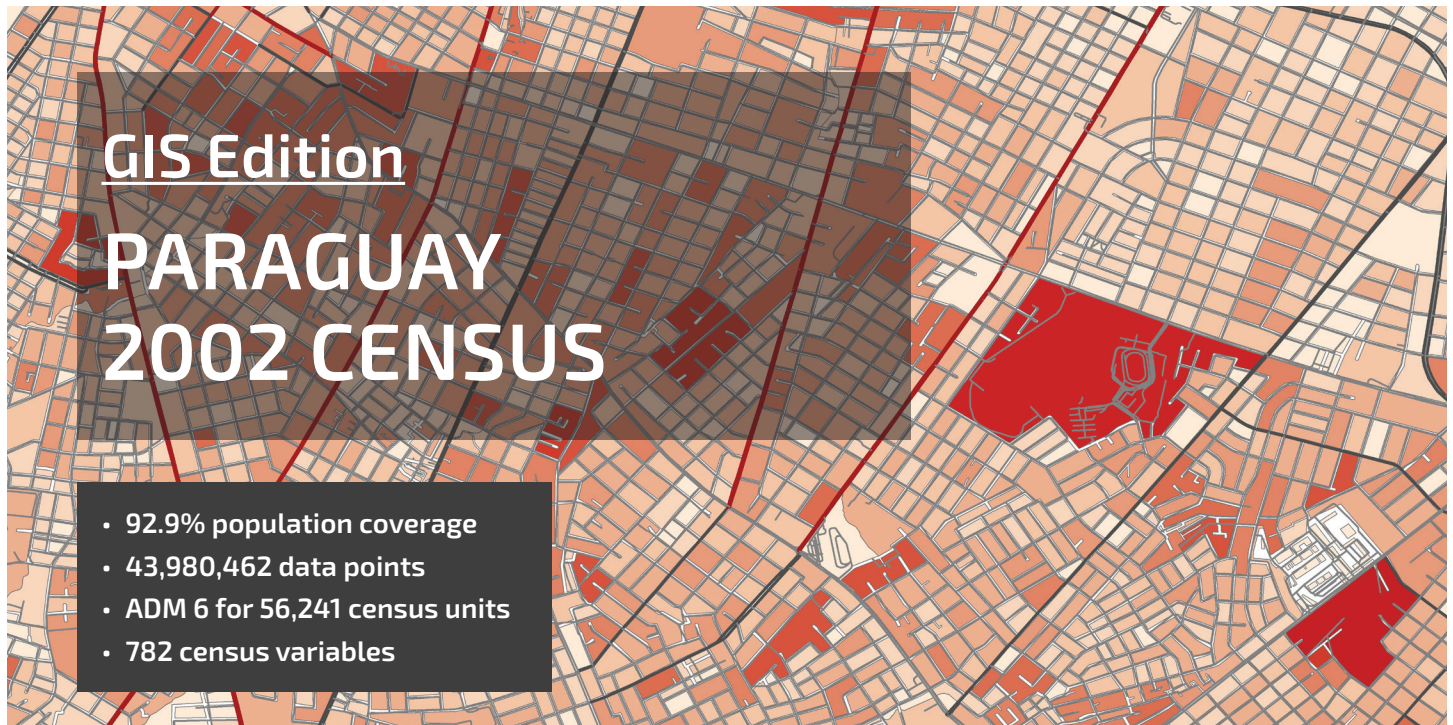 GIS Edition
PARAGUAY
2002 CENSUS
• 92.9% population coverage
• 43,980,462 data points
• ADM 6 for 56,241 census units
• 782 census variables